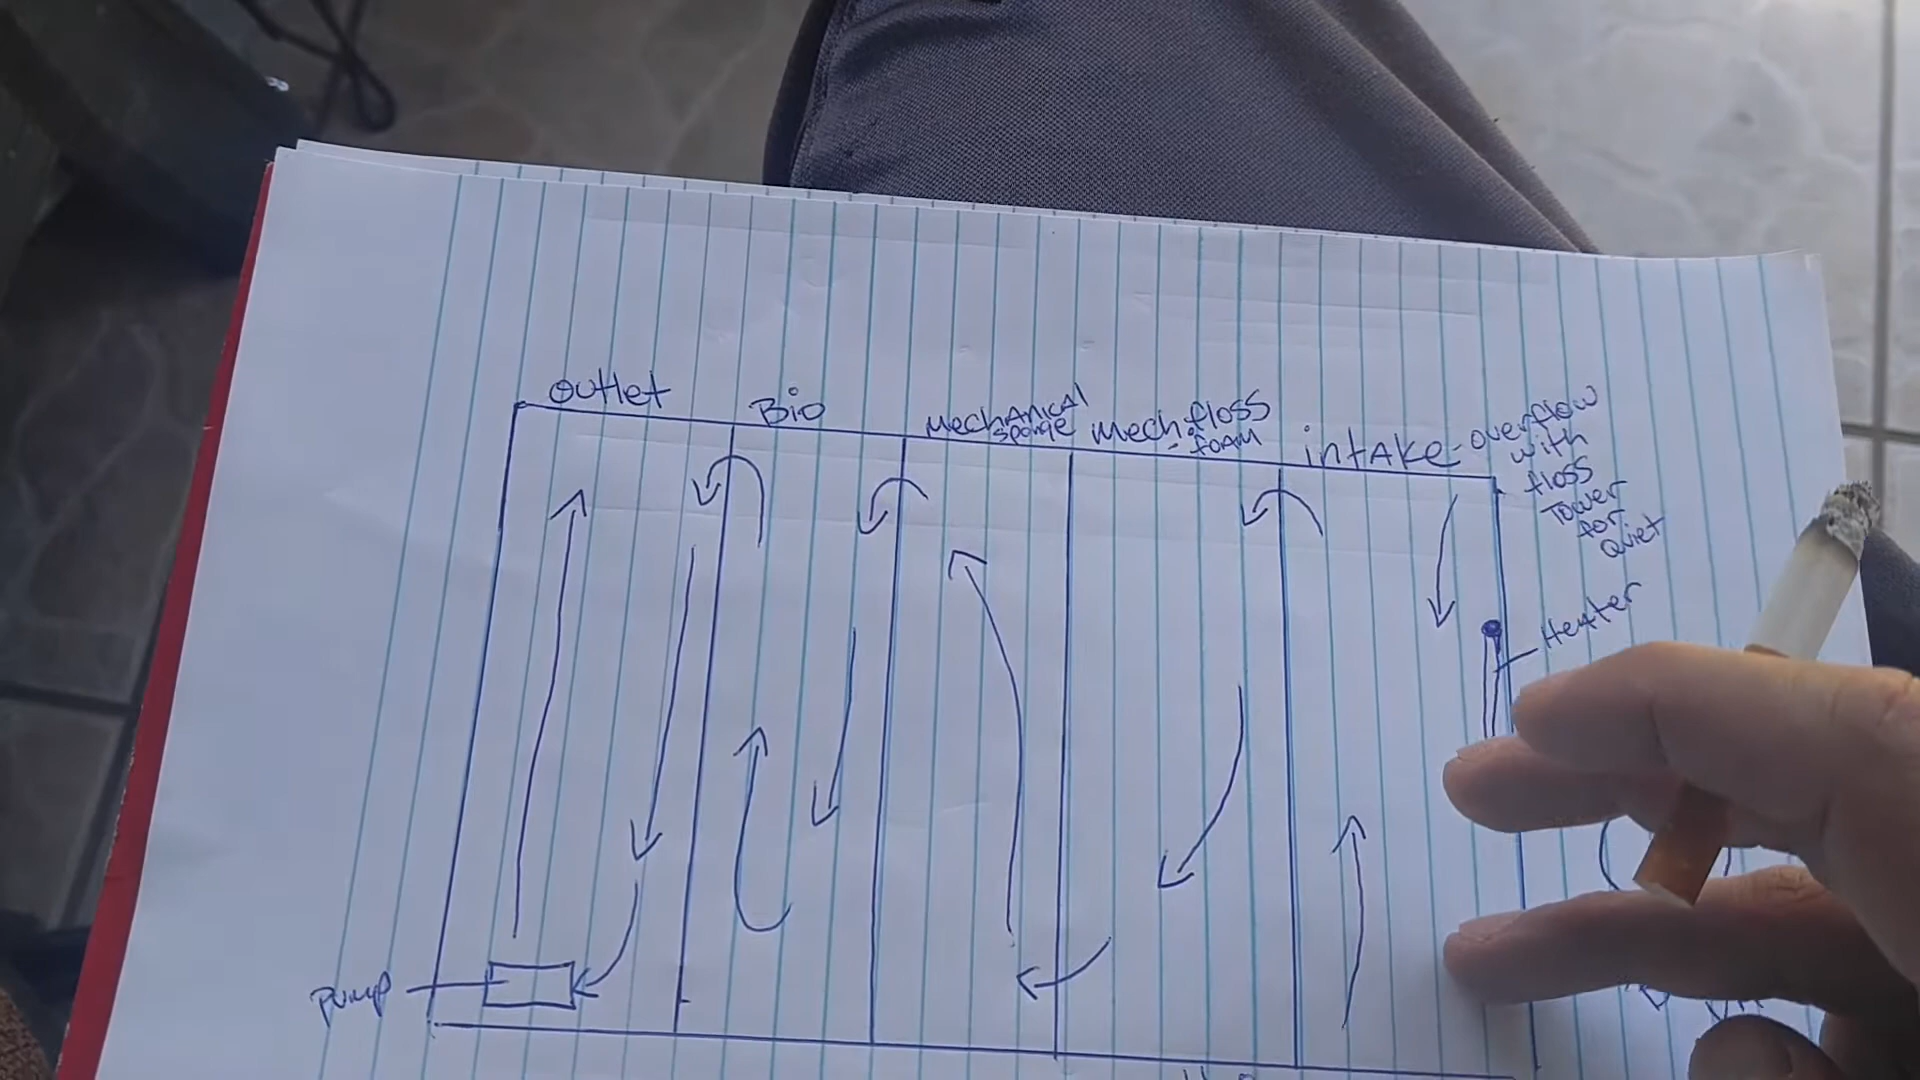 outlet
Bio
mechanical
sponge
mech floss
- foam
intake - overflow
with
floss
Tower
for
Quiet
Heater
pump